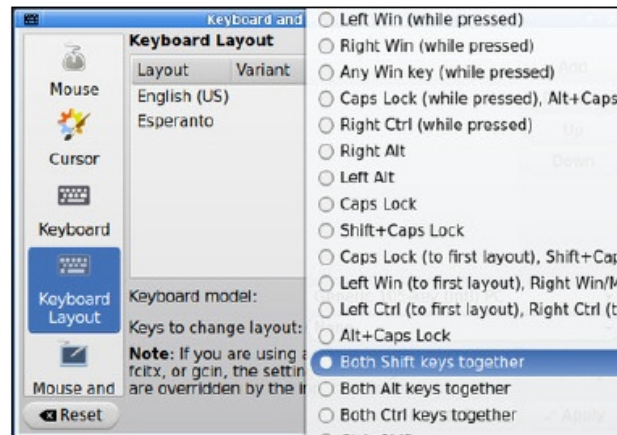 Keyboard and
Mouse
Cursor
Keyboard
Keyboard
Layout
Mouse and
Reset
Keyboard Layout
Layout Variant
English (US)
Esperanto
Keyboard model:
Keys to change layout:
Note: If you are using
fcitx, or gcin, the
are overridden by the
Left Win (while pressed)
Right Win (while pressed)
Any Win key (while pressed)
Caps Lock (while pressed), Alt+Caps
Right Ctrl (while pressed)
Right Alt
Left Alt
Caps Lock
Shift+Caps Lock
Caps Lock (to first layout), Shift+Cap
Left Win (to first layout), Right Win/M
Left Ctrl (to first layout), Right Ctrl (t
Alt+Caps Lock
Both Shift keys together
Both Alt keys together
Both Ctrl keys together
Add
Up
Down
Apply